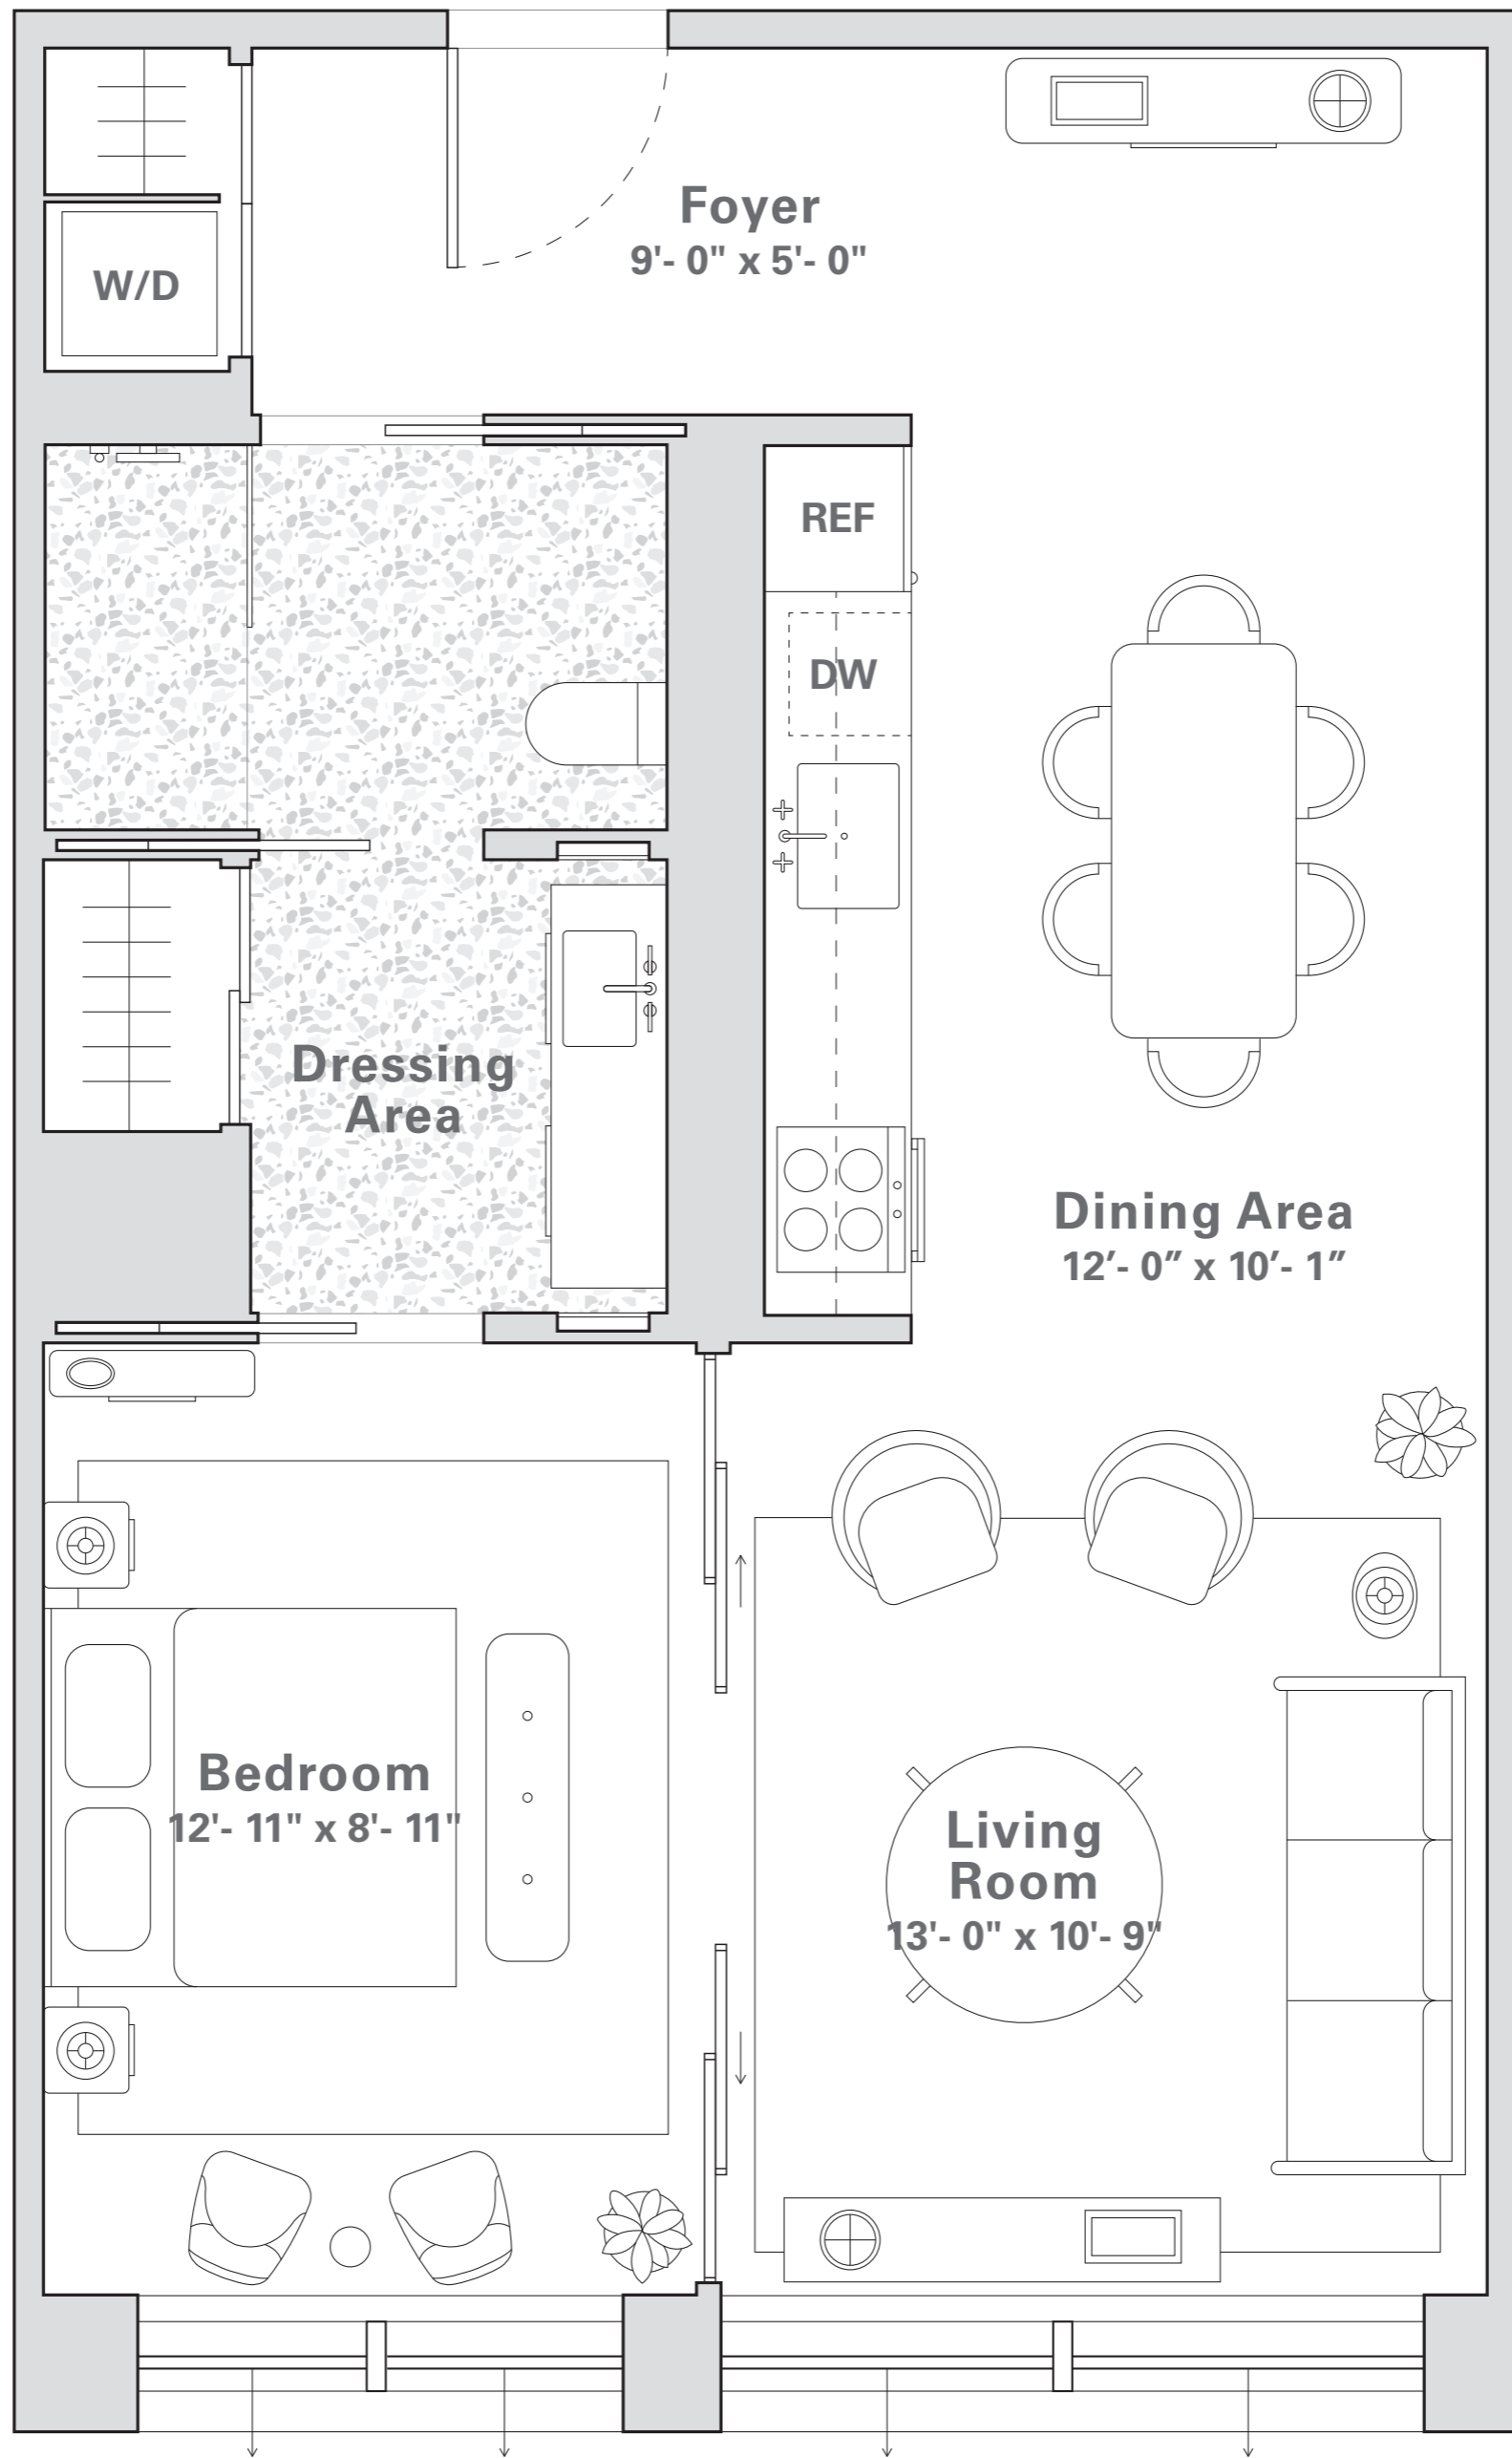 Foyer
9'- 0" x 5'- 0"
W/D
REF
DW
Dressing
Area
Dining Area
12′- 0″ x 10′- 1″
Bedroom
12'- 11" x 8'- 11"
Living
Room
13'- 0" x 10'- 9"